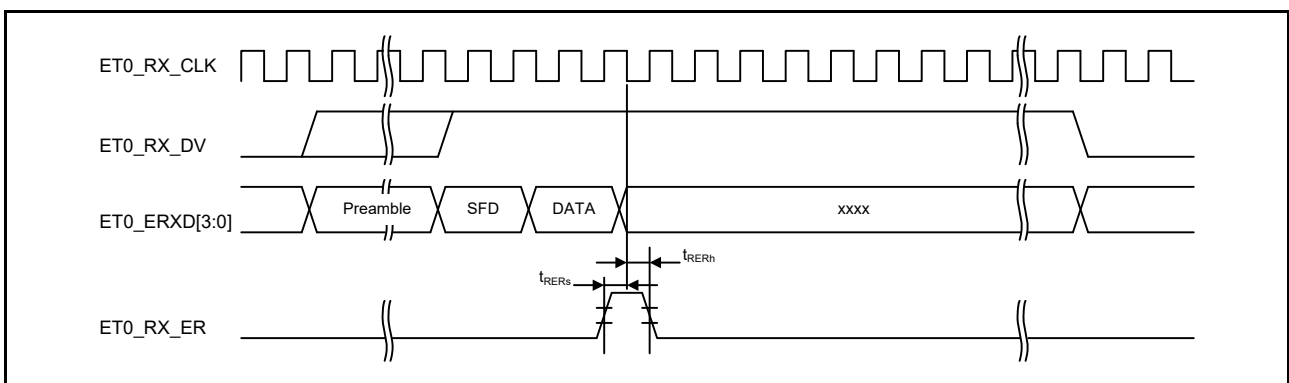 ET0_RX_CLK
ET0_RX_DV
ET0_ERXD[3:0]
Preamble SFD DATA xxxx
tRERs
tRERh
ET0_RX_ER